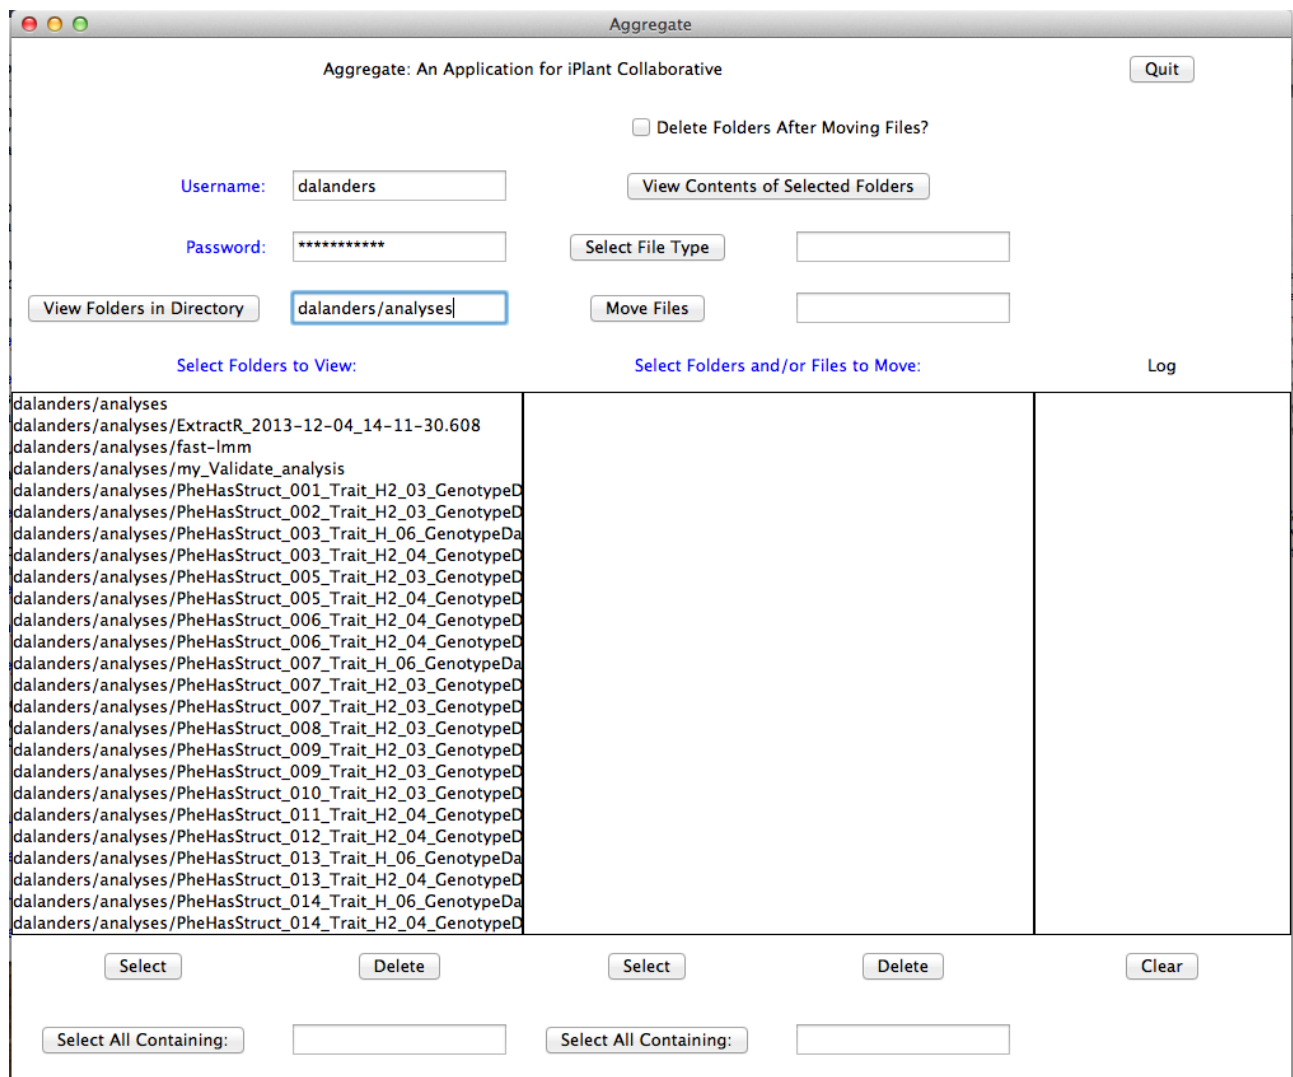 Aggregate
Aggregate: An Application for iPlant Collaborative
Quit
Delete Folders After Moving Files?
Username:
dalanders
View Contents of Selected Folders
Password:
***********
Select File Type
View Folders in Directory
dalanders/analyses
Move Files
Select Folders to View:
Select Folders and/or Files to Move:
Log
dalanders/analyses
dalanders/analyses/ExtractR_2013-12-04_14-11-30.608
dalanders/analyses/fast-lmm
dalanders/analyses/my_Validate_analysis
dalanders/analyses/PheHasStruct_001_Trait_H2_03_GenotypeD
dalanders/analyses/PheHasStruct_002_Trait_H2_03_GenotypeD
dalanders/analyses/PheHasStruct_003_Trait_H_06_GenotypeDa
dalanders/analyses/PheHasStruct_003_Trait_H2_04_GenotypeD
dalanders/analyses/PheHasStruct_005_Trait_H2_03_GenotypeD
dalanders/analyses/PheHasStruct_005_Trait_H2_04_GenotypeD
dalanders/analyses/PheHasStruct_006_Trait_H2_04_GenotypeD
dalanders/analyses/PheHasStruct_006_Trait_H2_04_GenotypeD
dalanders/analyses/PheHasStruct_007_Trait_H_06_GenotypeDa
dalanders/analyses/PheHasStruct_007_Trait_H2_03_GenotypeD
dalanders/analyses/PheHasStruct_007_Trait_H2_03_GenotypeD
dalanders/analyses/PheHasStruct_008_Trait_H2_03_GenotypeD
dalanders/analyses/PheHasStruct_009_Trait_H2_03_GenotypeD
dalanders/analyses/PheHasStruct_009_Trait_H2_03_GenotypeD
dalanders/analyses/PheHasStruct_010_Trait_H2_03_GenotypeD
dalanders/analyses/PheHasStruct_011_Trait_H2_04_GenotypeD
dalanders/analyses/PheHasStruct_012_Trait_H2_04_GenotypeD
dalanders/analyses/PheHasStruct_013_Trait_H_06_GenotypeDa
dalanders/analyses/PheHasStruct_013_Trait_H2_04_GenotypeD
dalanders/analyses/PheHasStruct_014_Trait_H_06_GenotypeDa
dalanders/analyses/PheHasStruct_014_Trait_H2_04_GenotypeD
Select
Delete
Select
Delete
Clear
Select All Containing:
Select All Containing: